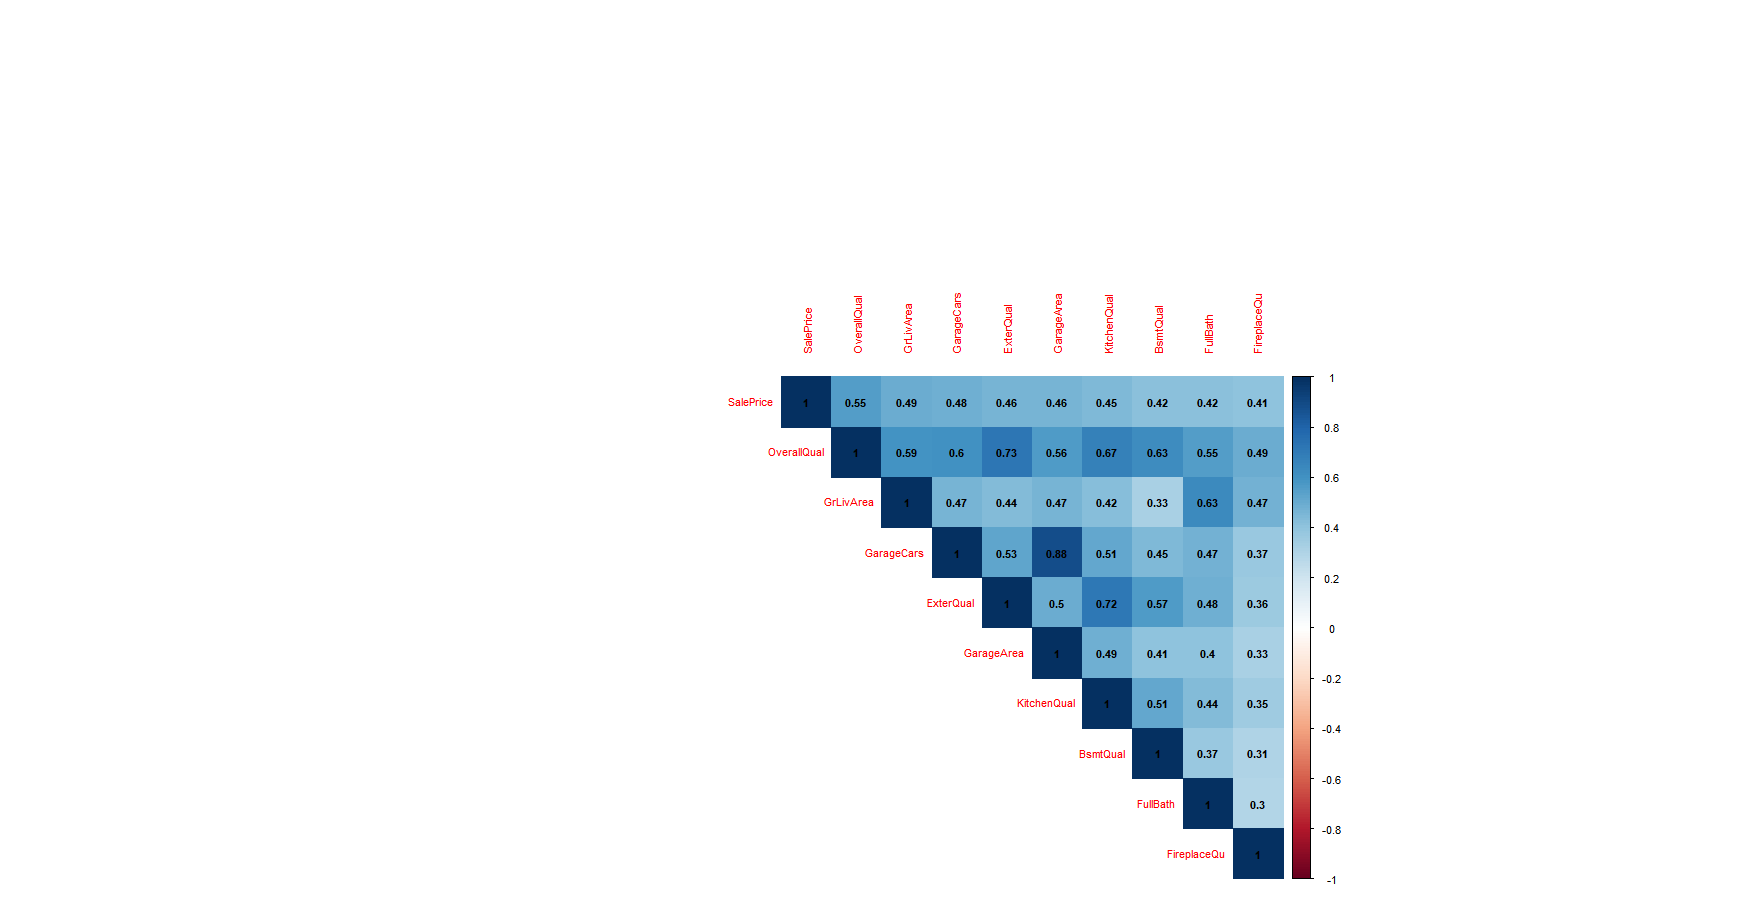 SalePrice OverallQual GrLivArea GarageCars ExterQual GarageArea KitchenQual BsmtQual FullBath FireplaceQu
SalePrice 1 0.55 0.49 0.48 0.46 0.46 0.45 0.42 0.42 0.41
OverallQual 1 0.59 0.6 0.73 0.56 0.67 0.63 0.55 0.49
GrLivArea 1 0.47 0.44 0.47 0.42 0.33 0.63 0.47
GarageCars 1 0.53 0.88 0.51 0.45 0.47 0.37
ExterQual 1 0.5 0.72 0.57 0.48 0.36
GarageArea 1 0.49 0.41 0.4 0.33
KitchenQual 1 0.51 0.44 0.35
BsmtQual 1 0.37 0.31
FullBath 1 0.3
FireplaceQu 1
1
0.8
0.6
0.4
0.2
0
-0.2
-0.4
-0.6
-0.8
-1